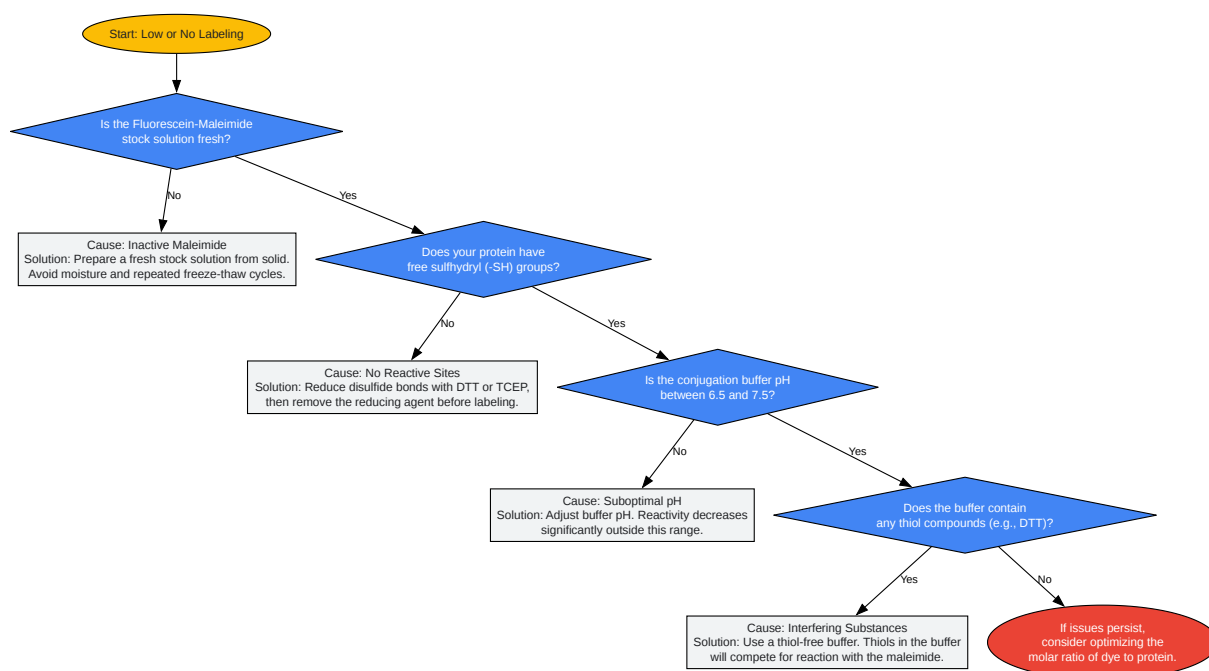 Start: Low or No Labeling
Is the Fluorescein-Maleimide
stock solution fresh?
No
Yes
Cause: Inactive Maleimide
Solution: Prepare a fresh stock solution from solid.
Avoid moisture and repeated freeze-thaw cycles.
Does your protein have
free sulfhydryl (-SH) groups?
No
Yes
Cause: No Reactive Sites
Solution: Reduce disulfide bonds with DTT or TCEP,
then remove the reducing agent before labeling.
Is the conjugation buffer pH
between 6.5 and 7.5?
No
Yes
Cause: Suboptimal pH
Solution: Adjust buffer pH. Reactivity decreases
significantly outside this range.
Does the buffer contain
any thiol compounds (e.g., DTT)?
Yes
No
Cause: Interfering Substances
Solution: Use a thiol-free buffer. Thiols in the buffer
will compete for reaction with the maleimide.
If issues persist,
consider optimizing the
molar ratio of dye to protein.